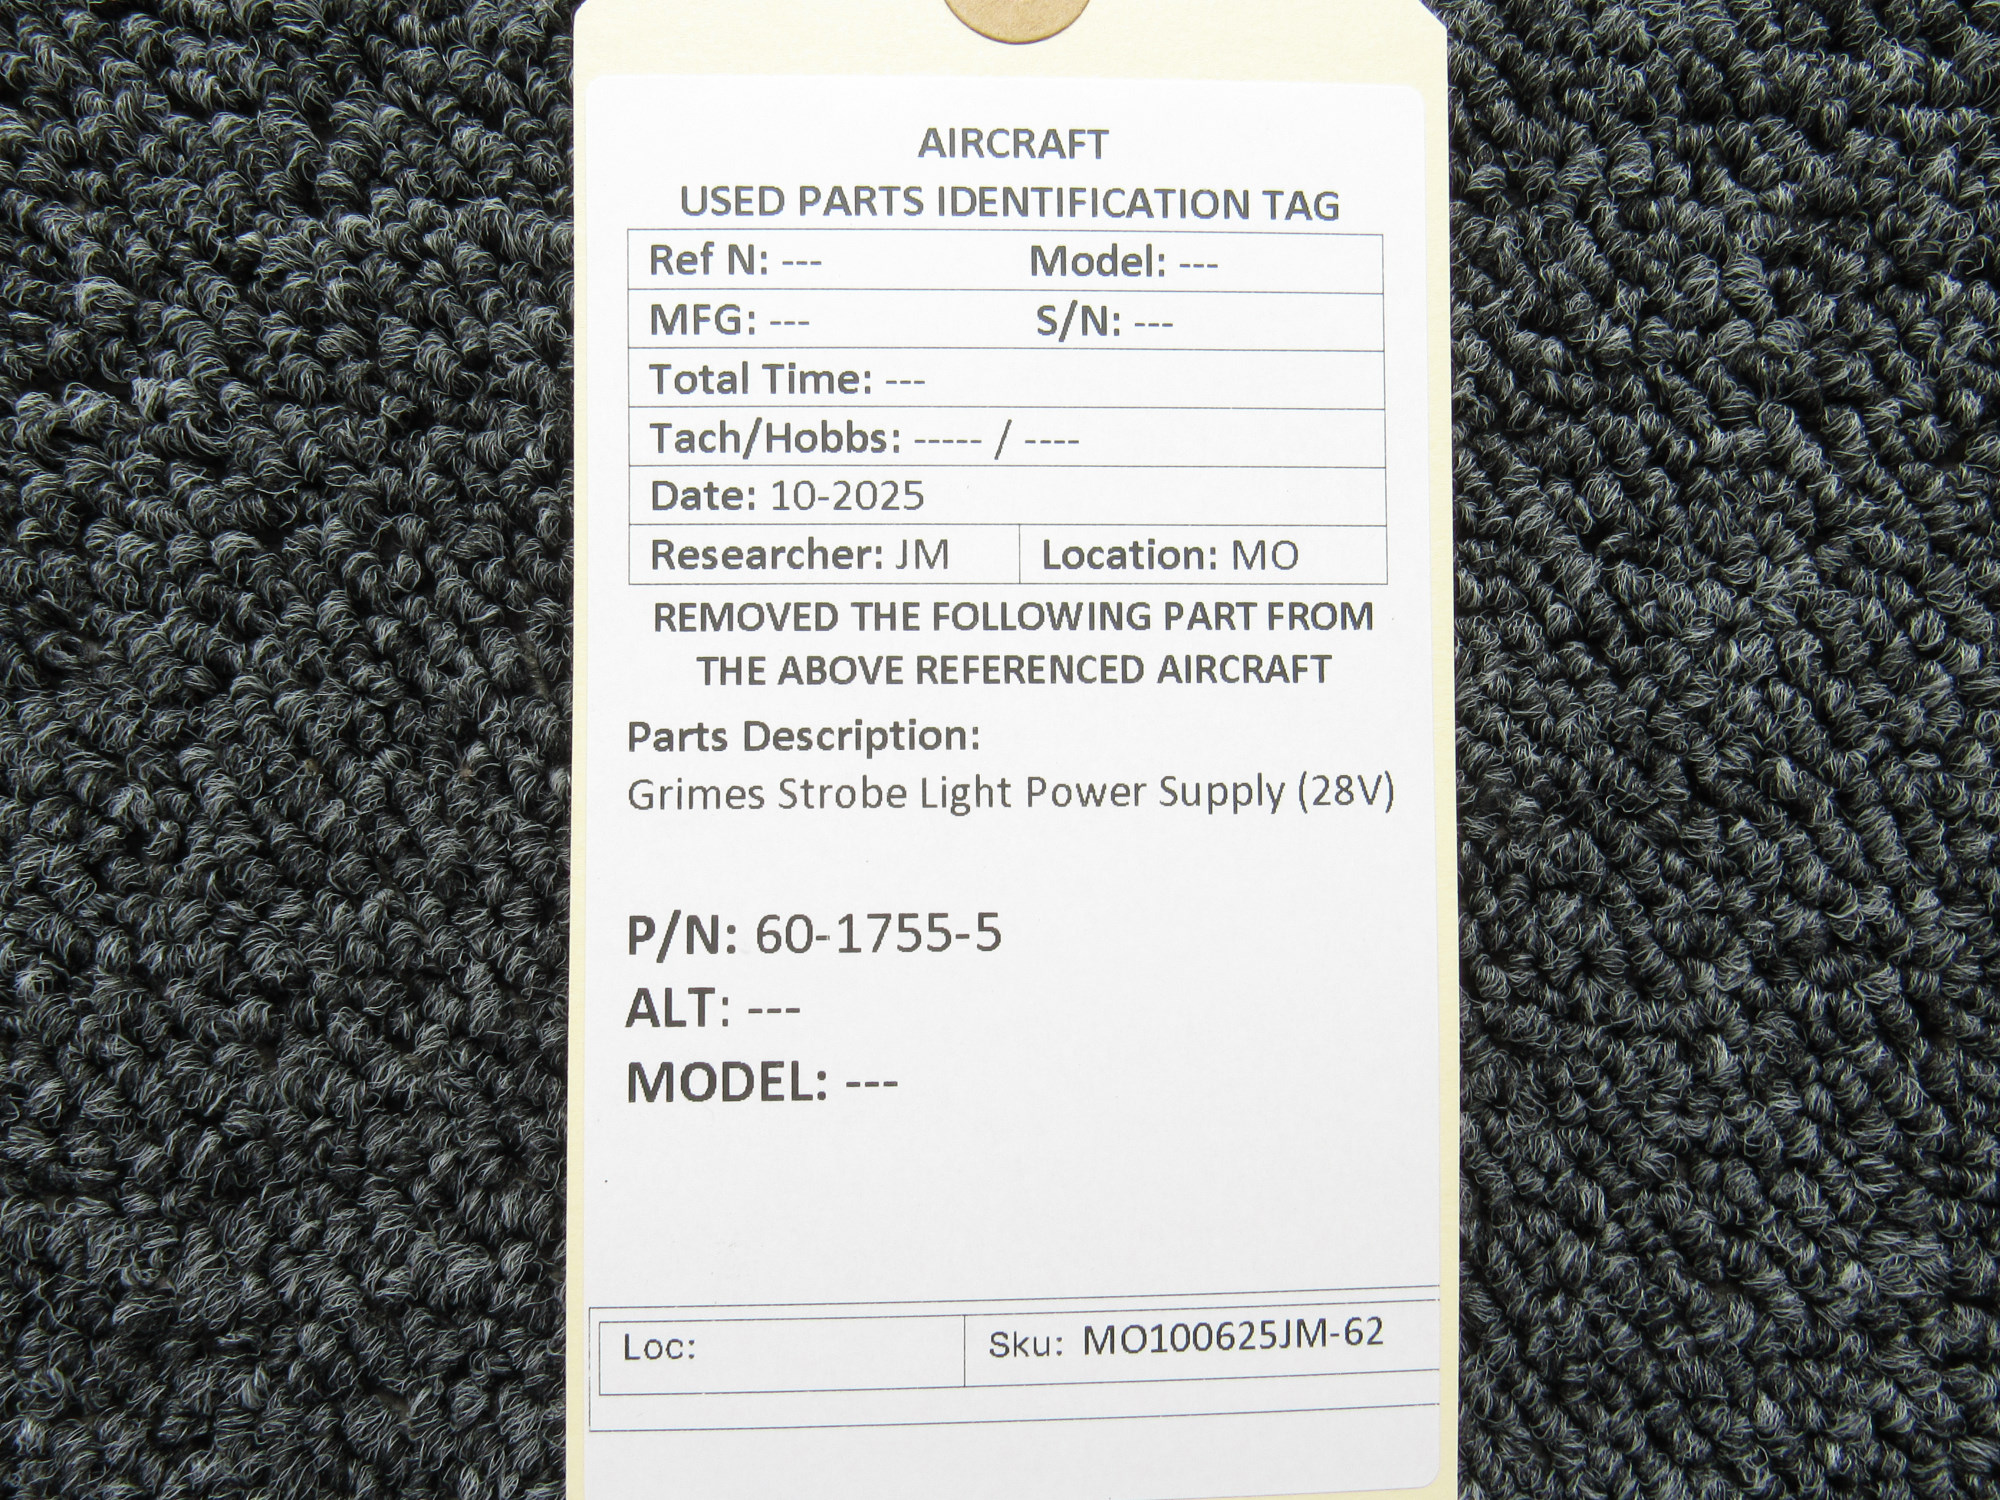 AIRCRAFT
USED PARTS IDENTIFICATION TAG
Ref N: --- Model: ---
MFG: --- S/N: ---
Total Time: ---
Tach/Hobbs: ----- / ----
Date: 10-2025
Researcher: JM Location: MO
REMOVED THE FOLLOWING PART FROM
THE ABOVE REFERENCED AIRCRAFT
Parts Description:
Grimes Strobe Light Power Supply (28V)
P/N: 60-1755-5
ALT: ---
MODEL: ---
Loc: Sku: MO100625JM-62